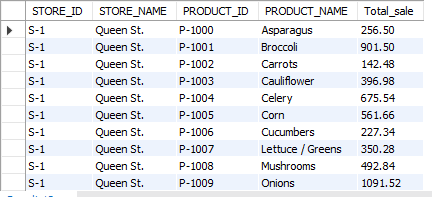 STORE_ID STORE_NAME PRODUCT_ID PRODUCT_NAME Total_sale
S-1 Queen St. P-1000 Asparagus 256.50
S-1 Queen St. P-1001 Broccoli 901.50
S-1 Queen St. P-1002 Carrots 142.48
S-1 Queen St. P-1003 Cauliflower 396.98
S-1 Queen St. P-1004 Celery 675.54
S-1 Queen St. P-1005 Corn 561.66
S-1 Queen St. P-1006 Cucumbers 227.34
S-1 Queen St. P-1007 Lettuce / Greens 350.28
S-1 Queen St. P-1008 Mushrooms 492.84
S-1 Queen St. P-1009 Onions 1091.52